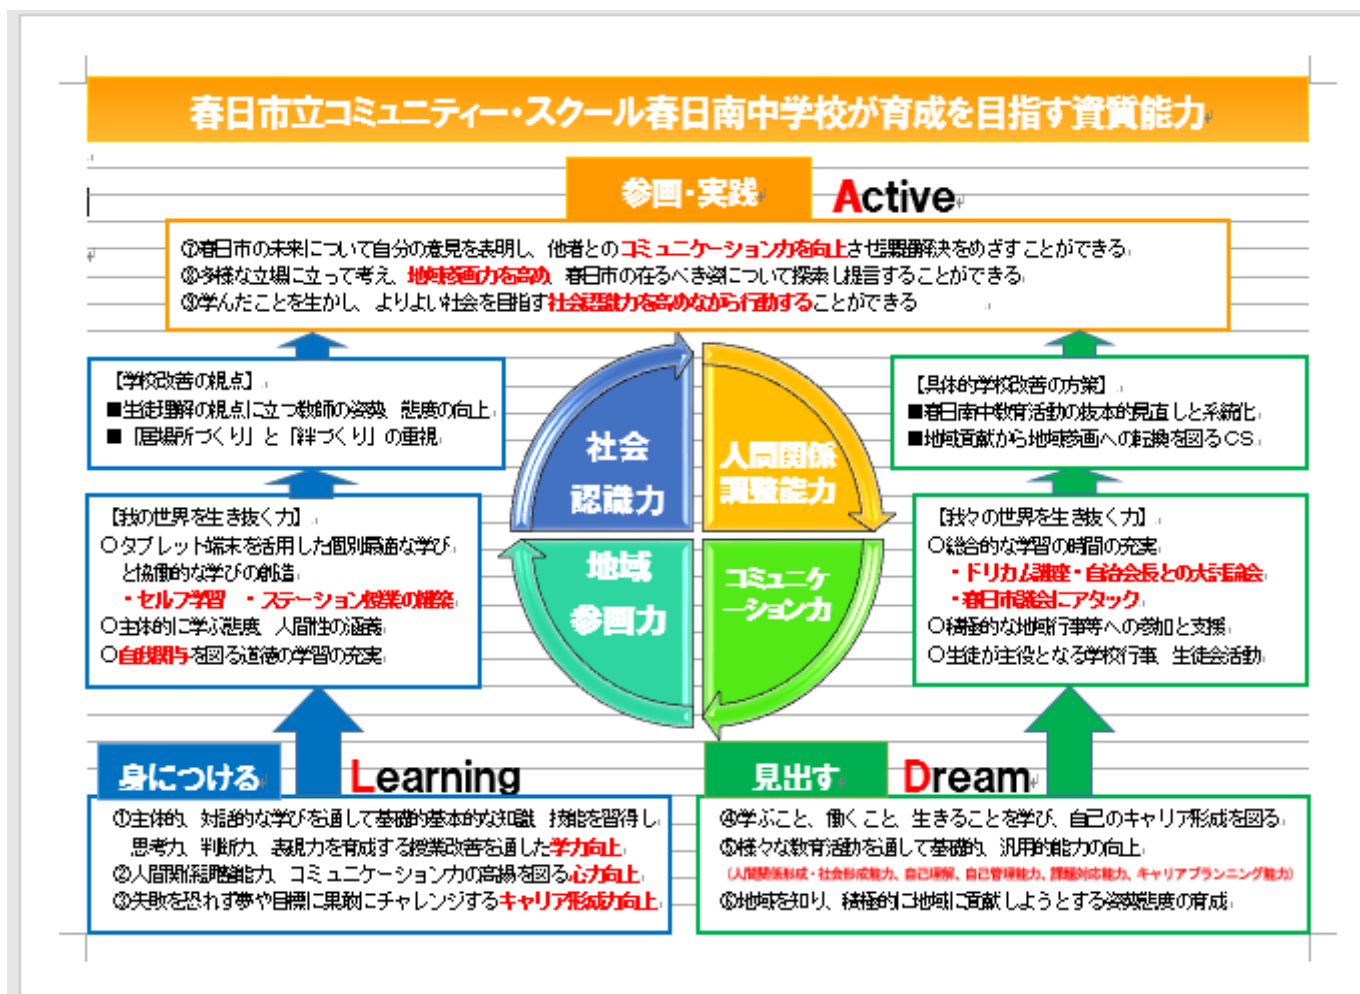 春日市立コミュニティー・スクール春日南中学校が育成を目指す資質能力
参画・実践
Active
⑦春日市の未来について自分の意見を表明し、他者とのコミュニケーション力を向上させ課題解決をめざすことができる
⑧多様な立場に立って考え、地域参画力を高め、春日市の在るべき姿について探索し提言することができる
⑨学んだことを生かし、よりよい社会を目指す社会認識力を高めながら行動することができる
【学校改善の視点】
■生徒理解の視点に立つ教師の姿勢、態度の向上
■「居場所づくり」と「絆づくり」の重視
【具体的学校改善の方策】
■春日南中教育活動の抜本的見直しと系統化
■地域貢献から地域参画への転換を図るCS
社会
認識力
人間関係
調整能力
地域
参画力
コミュニケ
ーション力
【我の世界を生き抜く力】
○タブレット端末を活用した個別最適な学び
と協働的な学びの創造
・セルフ学習 ・ステーション授業の構築
○主体的に学ぶ態度、人間性の涵養
○自我関与を図る道徳の学習の充実
【我々の世界を生き抜く力】
○総合的な学習の時間の充実
・ドリカム講座・自治会長との大討論会
・春日市議会にアタック
○積極的な地域行事等への参加と支援
○生徒が主役となる学校行事、生徒会活動
身につける
Learning
①主体的、対話的な学びを通して基礎的基本的な知識、技能を習得し
思考力、判断力、表現力を育成する授業改善を通した学力向上
②人間関係調整能力、コミュニケーション力の高揚を図る心力向上
③失敗を恐れず夢や目標に果敢にチャレンジするキャリア形成力向上
見出す
Dream
④学ぶこと、働くこと、生きることを学び、自己のキャリア形成を図る
⑤様々な教育活動を通して基礎的、汎用的能力の向上
(人間関係形成・社会形成能力、自己理解、自己管理能力、課題対応能力、キャリアプランニング能力)
⑥地域を知り、積極的に地域に貢献しようとする姿勢態度の育成